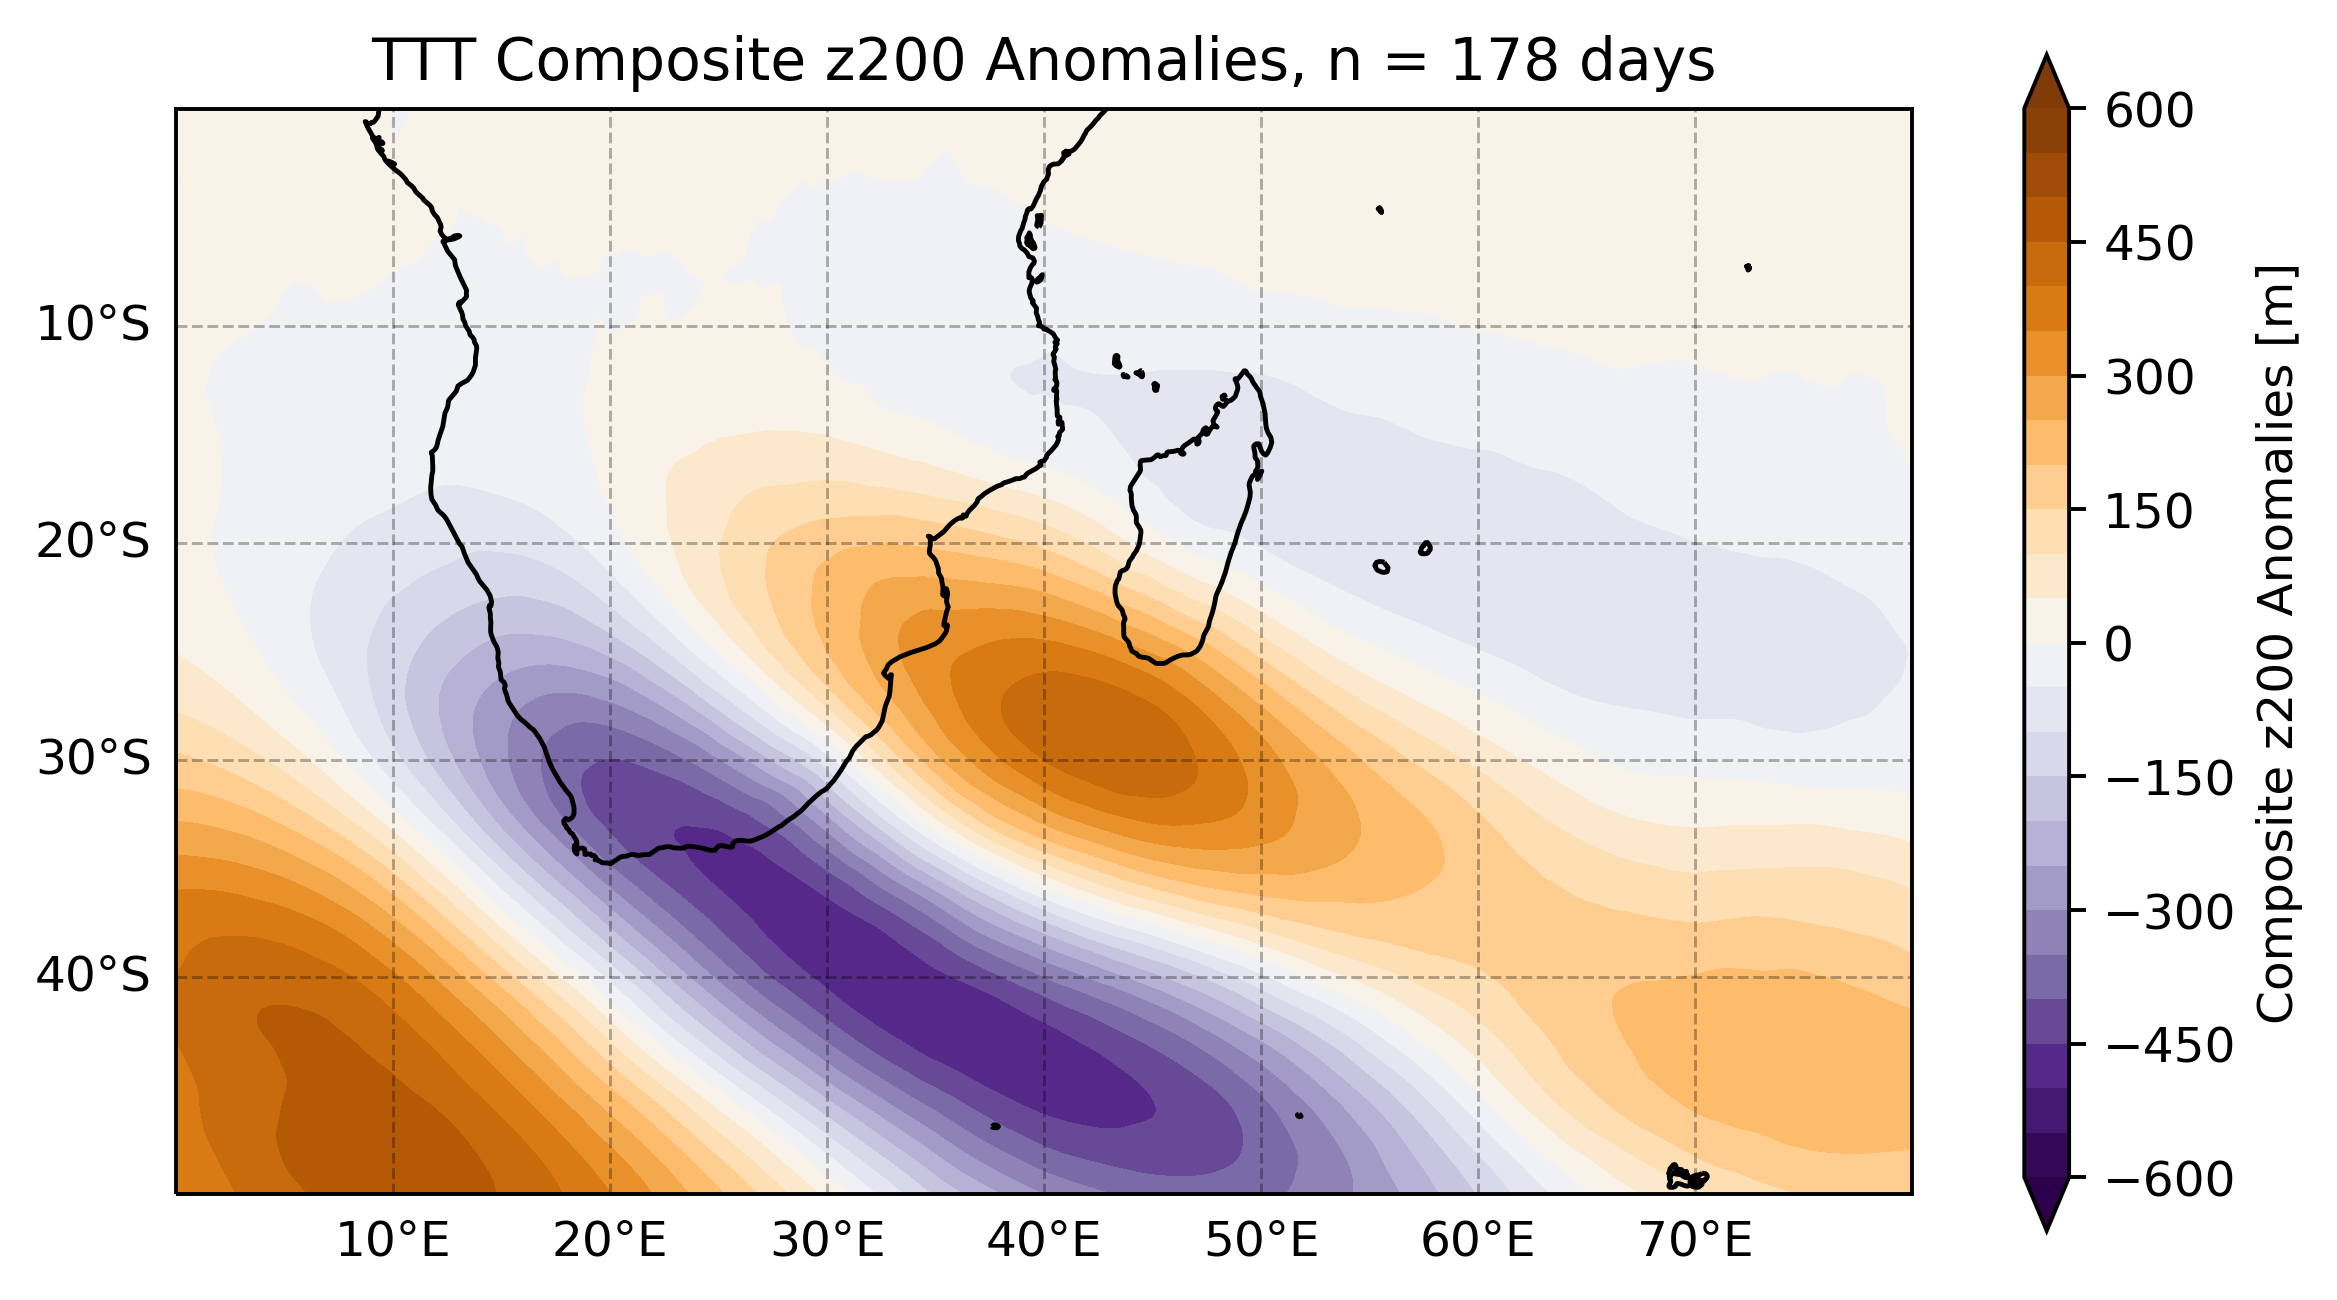 TTT Composite z200 Anomalies, n = 178 days
10°S
20°S
30°S
40°S
10°E
20°E
30°E
40°E
50°E
60°E
70°E
600
450
300
150
0
−150
−300
−450
−600
Composite z200 Anomalies [m]